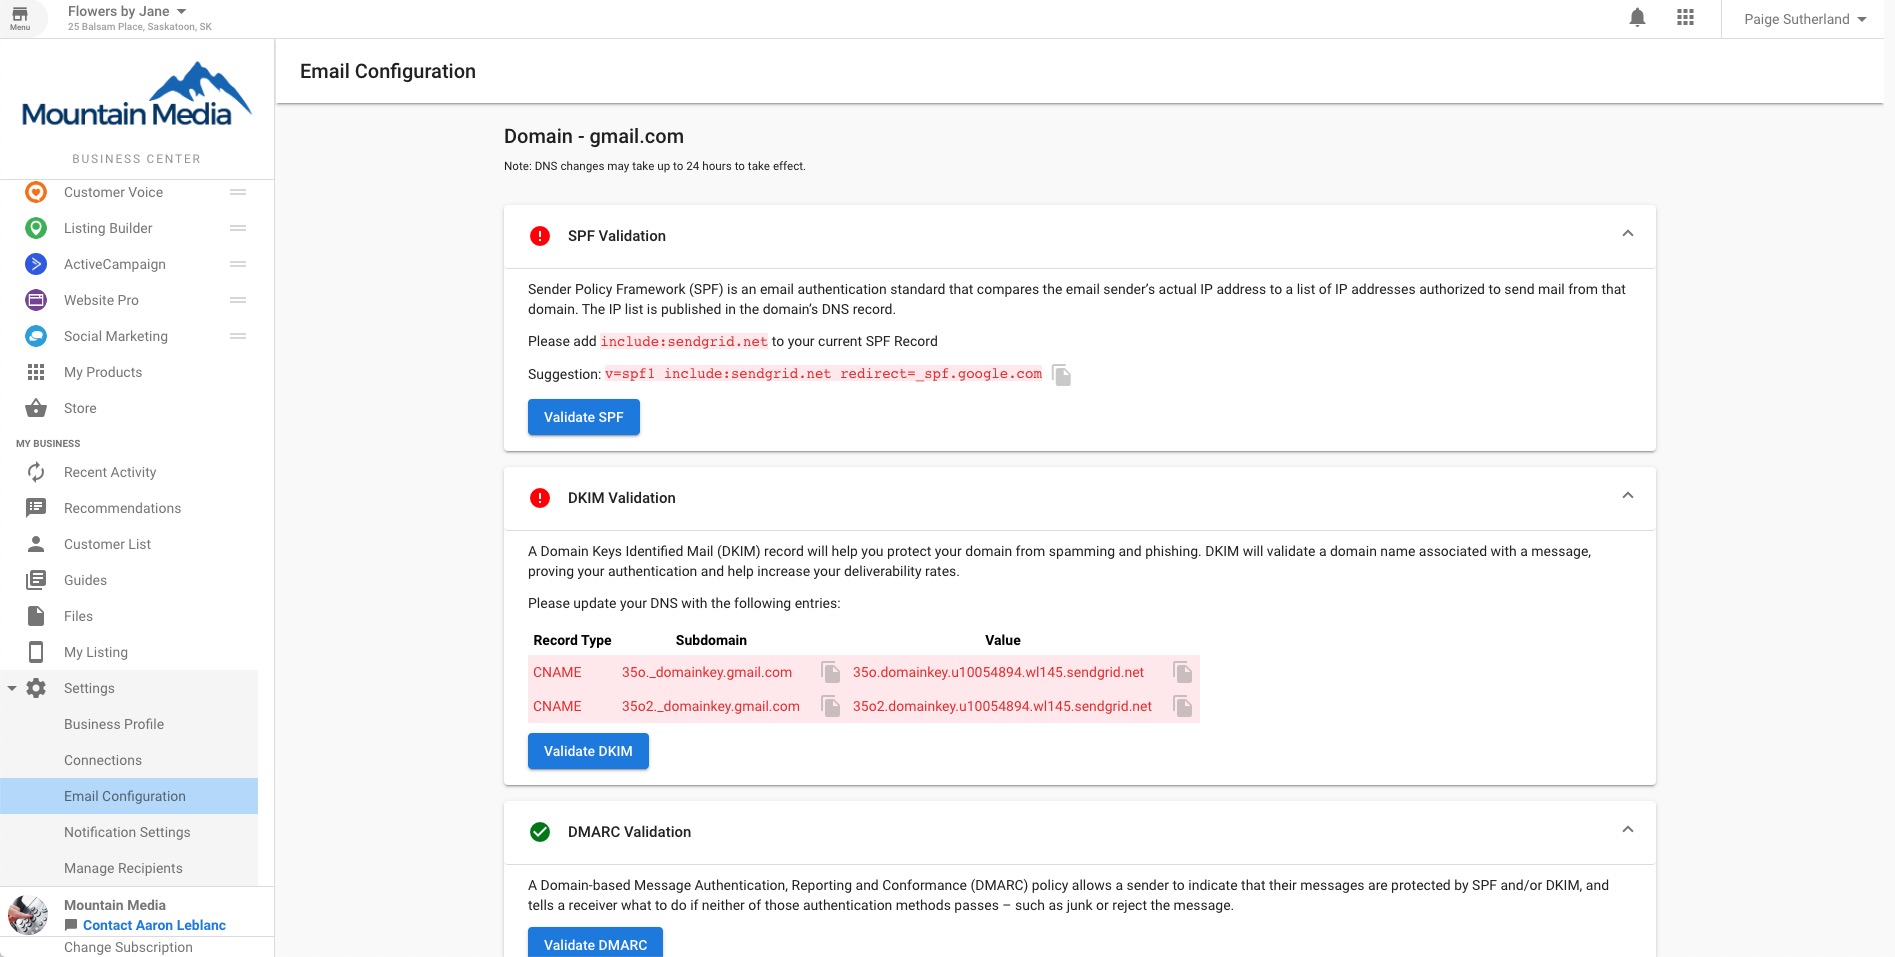 Menu
Flowers by Jane
25 Balsam Place, Saskatoon, SK
Paige Sutherland
Mountain Media
BUSINESS CENTER
Customer Voice
Listing Builder
ActiveCampaign
Website Pro
Social Marketing
My Products
Store
MY BUSINESS
Recent Activity
Recommendations
Customer List
Guides
Files
My Listing
Settings
Business Profile
Connections
Email Configuration
Notification Settings
Manage Recipients
Mountain Media
Contact Aaron Leblanc
Change Subscription
Email Configuration
Domain - gmail.com
Note: DNS changes may take up to 24 hours to take effect.
SPF Validation
Sender Policy Framework (SPF) is an email authentication standard that compares the email sender’s actual IP address to a list of IP addresses authorized to send mail from that
domain. The IP list is published in the domain’s DNS record.
Please add include:sendgrid.net to your current SPF Record
Suggestion: v=spf1 include:sendgrid.net redirect=_spf.google.com
Validate SPF
DKIM Validation
A Domain Keys Identified Mail (DKIM) record will help you protect your domain from spamming and phishing. DKIM will validate a domain name associated with a message,
proving your authentication and help increase your deliverability rates.
Please update your DNS with the following entries:
Record Type Subdomain Value
CNAME 35o._domainkey.gmail.com 35o.domainkey.u10054894.wl145.sendgrid.net
CNAME 35o2._domainkey.gmail.com 35o2.domainkey.u10054894.wl145.sendgrid.net
Validate DKIM
DMARC Validation
A Domain-based Message Authentication, Reporting and Conformance (DMARC) policy allows a sender to indicate that their messages are protected by SPF and/or DKIM, and
tells a receiver what to do if neither of those authentication methods passes – such as junk or reject the message.
Validate DMARC